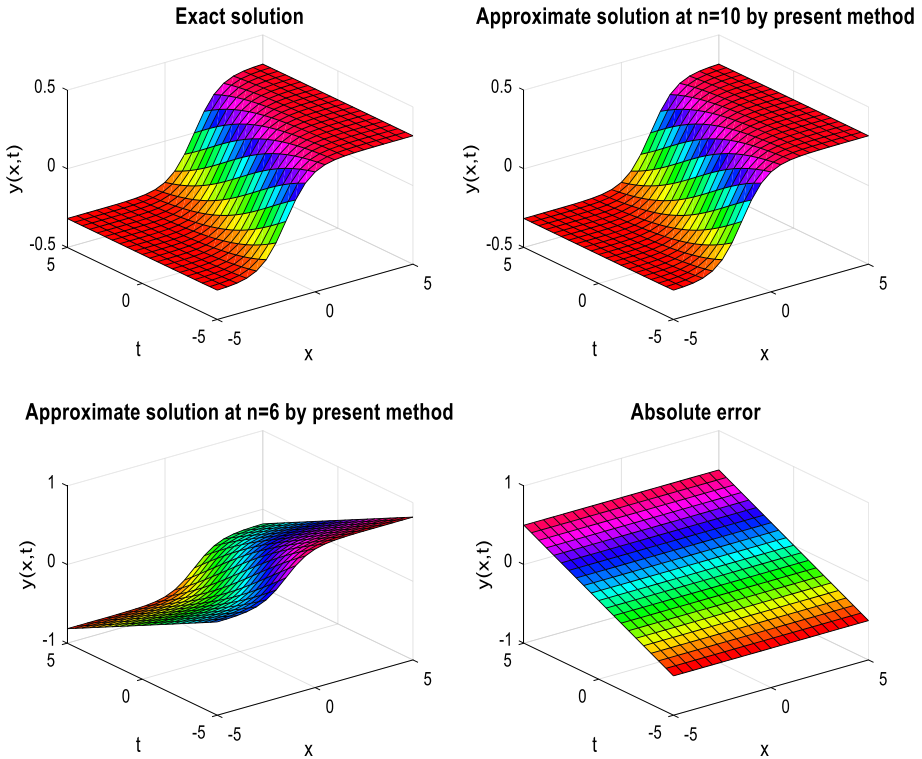 Exact solution
0.5
0
-0.5
y(x,t)
5
0
-5
t
-5
0
5
x
Approximate solution at n=10 by present method
0.5
0
-0.5
y(x,t)
5
0
-5
t
-5
0
5
x
Approximate solution at n=6 by present method
1
0
-1
y(x,t)
5
0
-5
t
-5
0
5
x
Absolute error
1
0
-1
y(x,t)
5
0
-5
t
-5
0
5
x